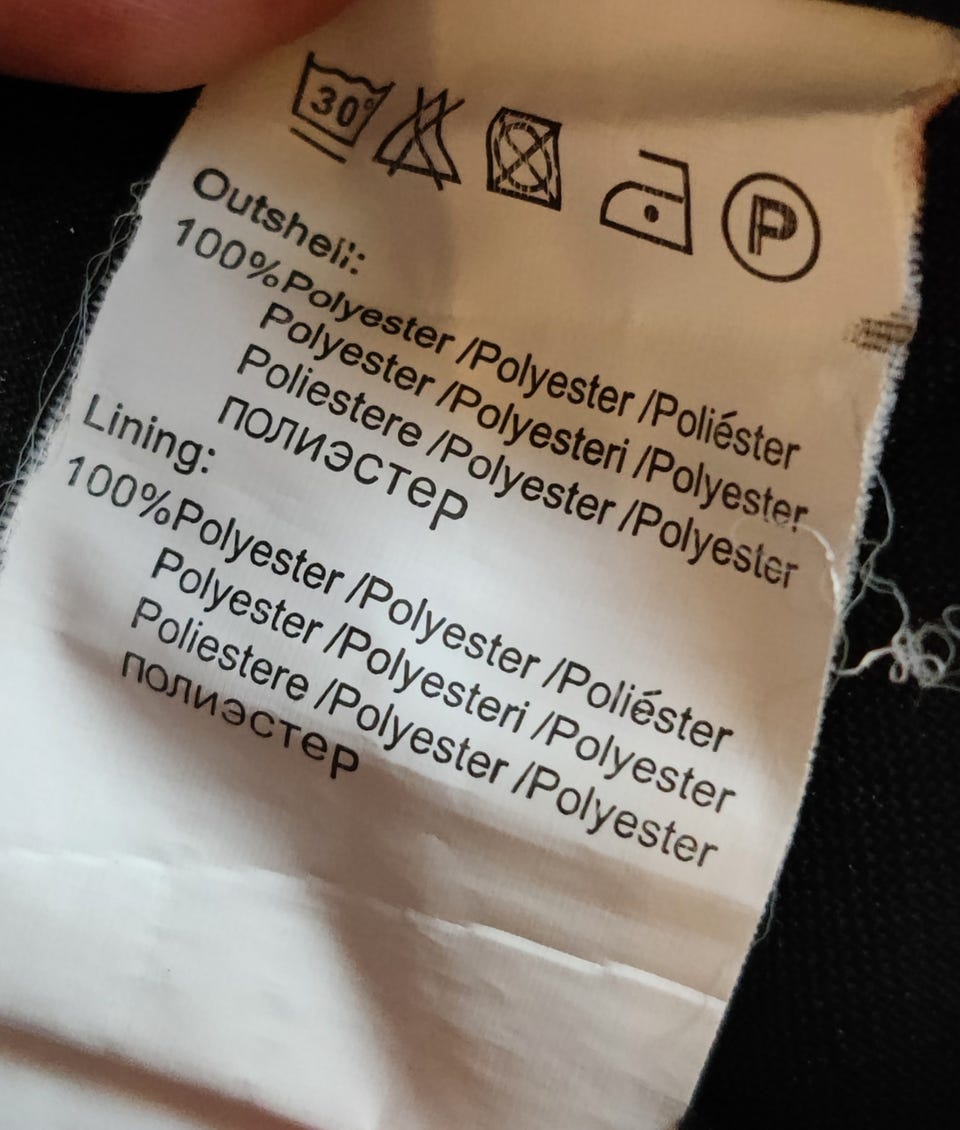 30°
P
Outshell:
100%Polyester /Polyester /Poliéster
Polyester /Polyesteri /Polyester
Poliestere /Polyester /Polyester
полиэстер
Lining:
100%Polyester /Polyester /Poliéster
Polyester /Polyesteri /Polyester
Poliestere /Polyester /Polyester
полиэстер